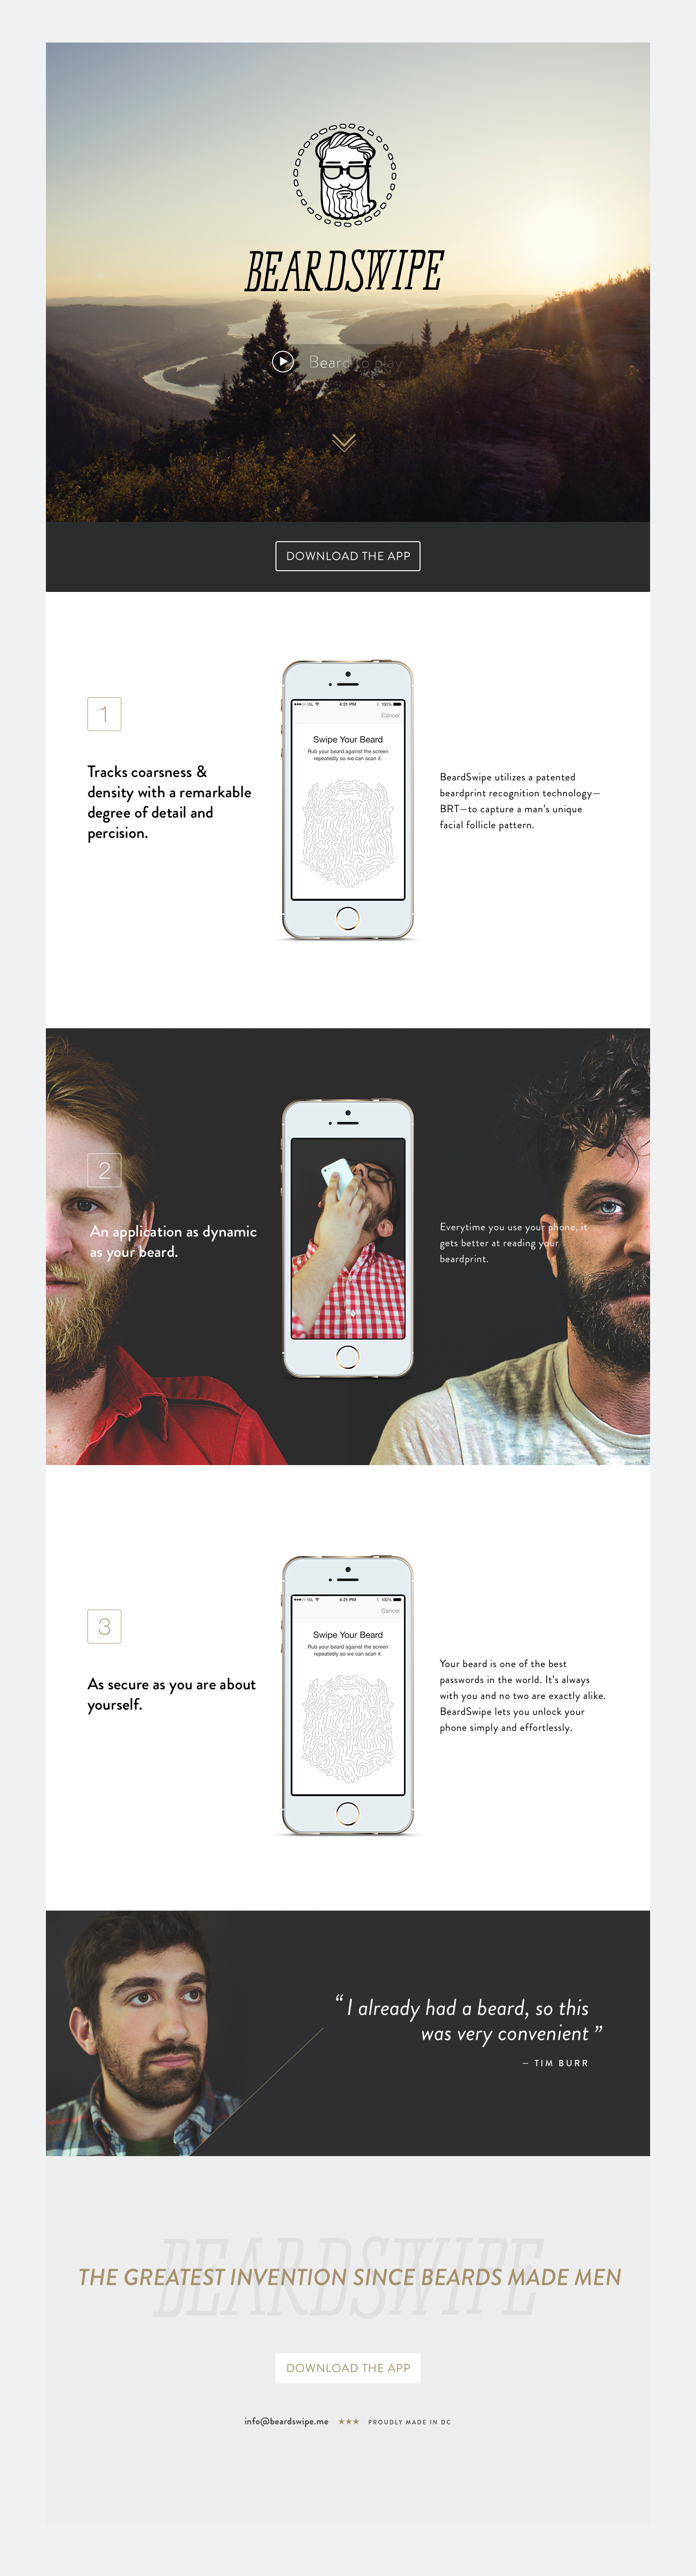 BEARDSWIPE
Beard to play
DOWNLOAD THE APP
1
Tracks coarsness &
density with a remarkable
degree of detail and
percision.
●●●○○ ISL 4:21 PM 100%
Cancel
Swipe Your Beard
Rub your beard against the screen
repeatedly so we can scan it.
BeardSwipe utilizes a patented
beardprint recognition technology—
BRT—to capture a man's unique
facial follicle pattern.
2
An application as dynamic
as your beard.
Everytime you use your phone, it
gets better at reading your
beardprint.
3
As secure as you are about
yourself.
●●●○○ ISL 4:21 PM 100%
Cancel
Swipe Your Beard
Rub your beard against the screen
repeatedly so we can scan it.
Your beard is one of the best
passwords in the world. It's always
with you and no two are exactly alike.
BeardSwipe lets you unlock your
phone simply and effortlessly.
“ I already had a beard, so this
was very convenient ”
— TIM BURR
BEARDSWIPE
THE GREATEST INVENTION SINCE BEARDS MADE MEN
DOWNLOAD THE APP
info@beardswipe.me ★★★ PROUDLY MADE IN DC